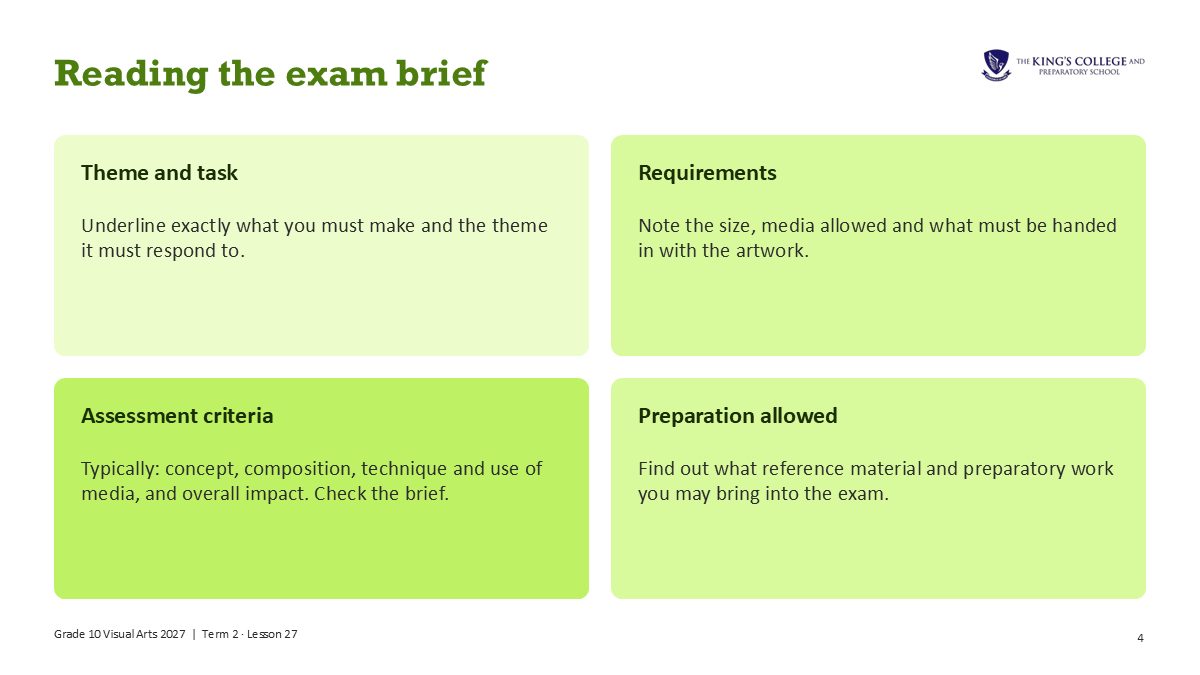 Reading the exam brief
THE KING'S COLLEGE AND
PREPARATORY SCHOOL
Theme and task
Underline exactly what you must make and the theme
it must respond to.
Requirements
Note the size, media allowed and what must be handed
in with the artwork.
Assessment criteria
Typically: concept, composition, technique and use of
media, and overall impact. Check the brief.
Preparation allowed
Find out what reference material and preparatory work
you may bring into the exam.
Grade 10 Visual Arts 2027 | Term 2 · Lesson 27
4